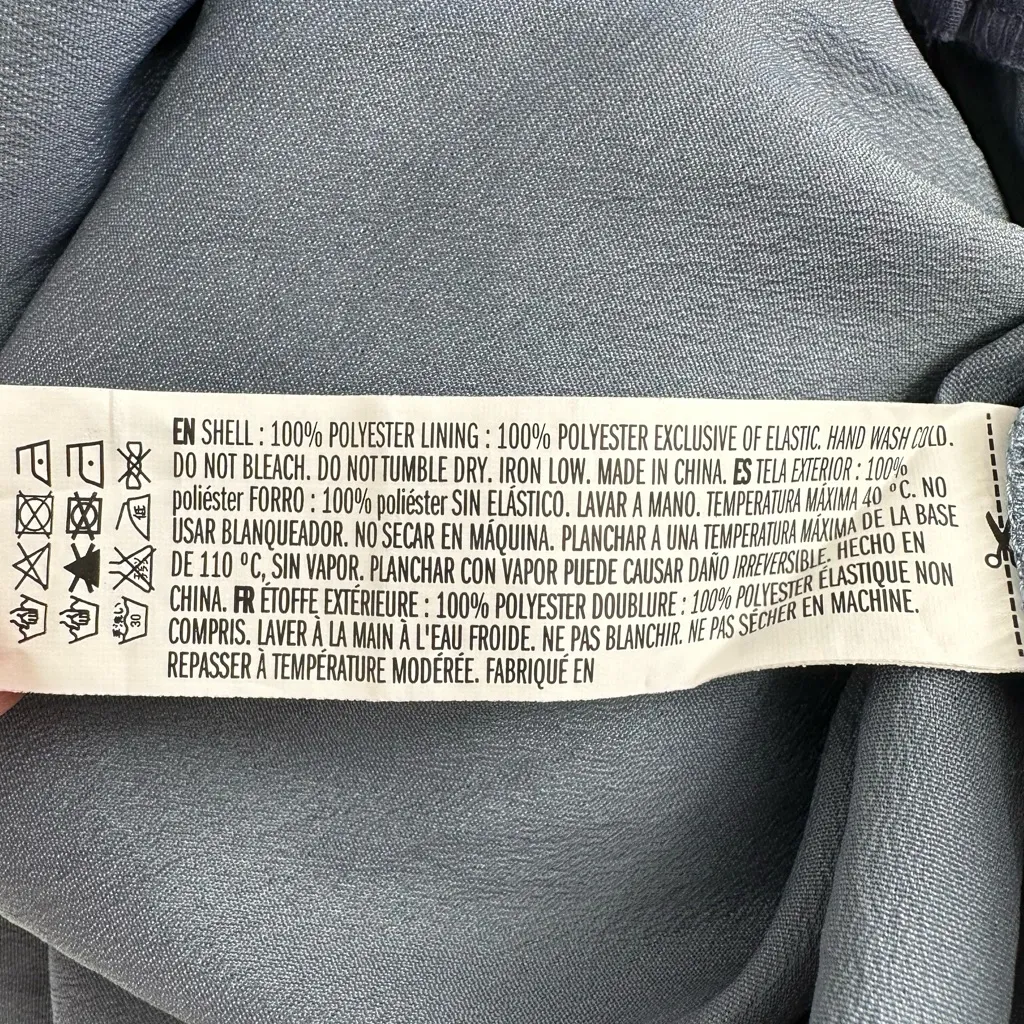 EN SHELL : 100% POLYESTER LINING : 100% POLYESTER EXCLUSIVE OF ELASTIC. HAND WASH COLD.
DO NOT BLEACH. DO NOT TUMBLE DRY. IRON LOW. MADE IN CHINA. ES TELA EXTERIOR : 100%
poliéster FORRO : 100% poliéster SIN ELÁSTICO. LAVAR A MANO. TEMPERATURA MÁXIMA 40 ºC. NO
USAR BLANQUEADOR. NO SECAR EN MÁQUINA. PLANCHAR A UNA TEMPERATURA MÁXIMA DE LA BASE
DE 110 ºC, SIN VAPOR. PLANCHAR CON VAPOR PUEDE CAUSAR DAÑO IRREVERSIBLE. HECHO EN
CHINA. FR ÉTOFFE EXTÉRIEURE : 100% POLYESTER DOUBLURE : 100% POLYESTER ÉLASTIQUE NON
COMPRIS. LAVER À LA MAIN À L'EAU FROIDE. NE PAS BLANCHIR. NE PAS SÉCHER EN MACHINE.
REPASSER À TEMPÉRATURE MODÉRÉE. FABRIQUÉ EN
低
30